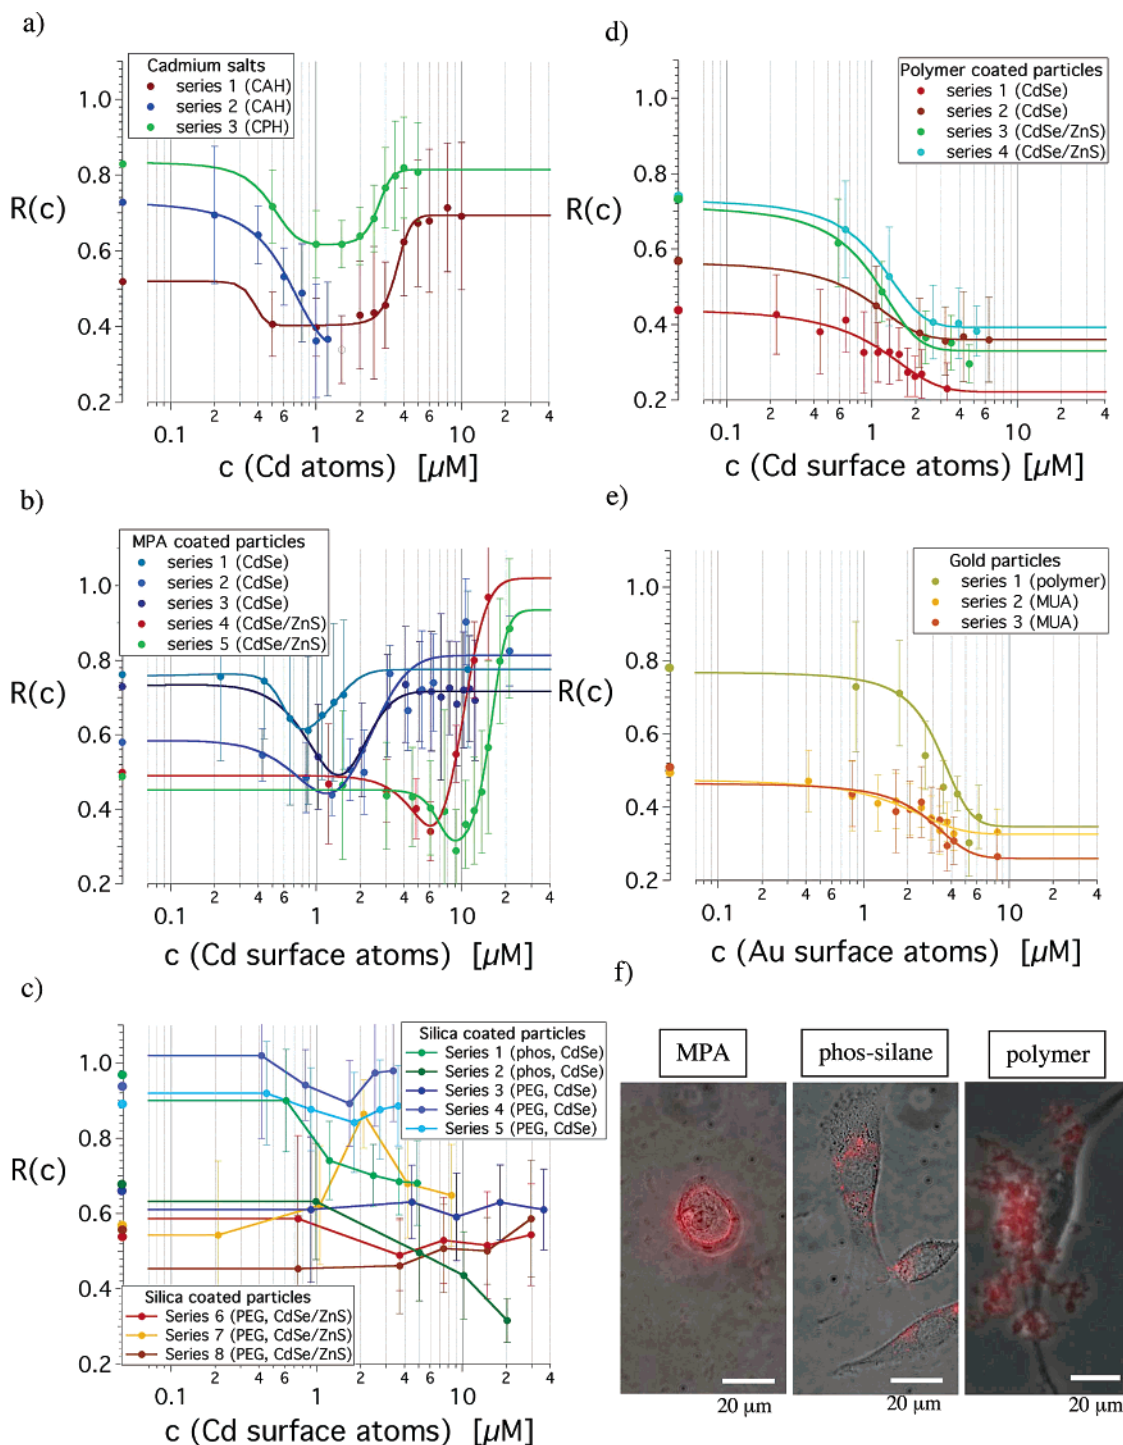 a)
Cadmium salts
series 1 (CAH)
series 2 (CAH)
series 3 (CPH)
1.0
0.8
R(c)
0.6
0.4
0.2
0.1 2 4 6 1 2 4 6 10 2 4
c (Cd atoms) [µM]
d)
Polymer coated particles
series 1 (CdSe)
series 2 (CdSe)
series 3 (CdSe/ZnS)
series 4 (CdSe/ZnS)
1.0
0.8
R(c)
0.6
0.4
0.2
0.1 2 4 6 1 2 4 6 10 2 4
c (Cd surface atoms) [µM]
b)
MPA coated particles
series 1 (CdSe)
series 2 (CdSe)
series 3 (CdSe)
series 4 (CdSe/ZnS)
series 5 (CdSe/ZnS)
1.0
0.8
R(c)
0.6
0.4
0.2
0.1 2 4 6 1 2 4 6 10 2 4
c (Cd surface atoms) [µM]
e)
Gold particles
series 1 (polymer)
series 2 (MUA)
series 3 (MUA)
1.0
0.8
R(c)
0.6
0.4
0.2
0.1 2 4 6 1 2 4 6 10 2 4
c (Au surface atoms) [µM]
c)
Silica coated particles
Series 1 (phos, CdSe)
Series 2 (phos, CdSe)
Series 3 (PEG, CdSe)
Series 4 (PEG, CdSe)
Series 5 (PEG, CdSe)
1.0
0.8
R(c)
0.6
0.4
0.2
Silica coated particles
Series 6 (PEG, CdSe/ZnS)
Series 7 (PEG, CdSe/ZnS)
Series 8 (PEG, CdSe/ZnS)
0.1 2 4 6 1 2 4 6 10 2 4
c (Cd surface atoms) [µM]
f)
MPA
phos-silane
polymer
20 µm
20 µm
20 µm